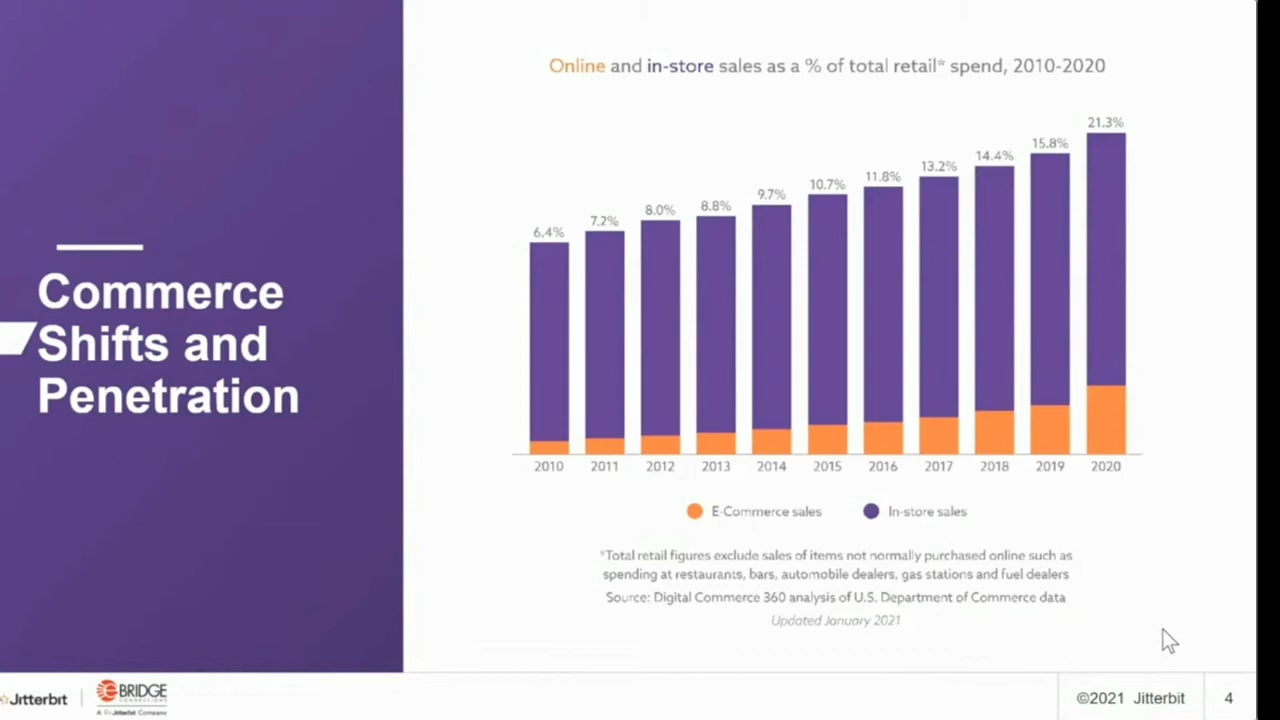 Commerce
Shifts and
Penetration
Online and in-store sales as a % of total retail* spend, 2010-2020
6.4%
7.2%
8.0%
8.8%
9.7%
10.7%
11.8%
13.2%
14.4%
15.8%
21.3%
2010 2011 2012 2013 2014 2015 2016 2017 2018 2019 2020
E-Commerce sales In-store sales
*Total retail figures exclude sales of items not normally purchased online such as
spending at restaurants, bars, automobile dealers, gas stations and fuel dealers
Source: Digital Commerce 360 analysis of U.S. Department of Commerce data
Updated January 2021
Jitterbit
eBRIDGE
CONNECTIONS
A Jitterbit Company
©2021 Jitterbit
4